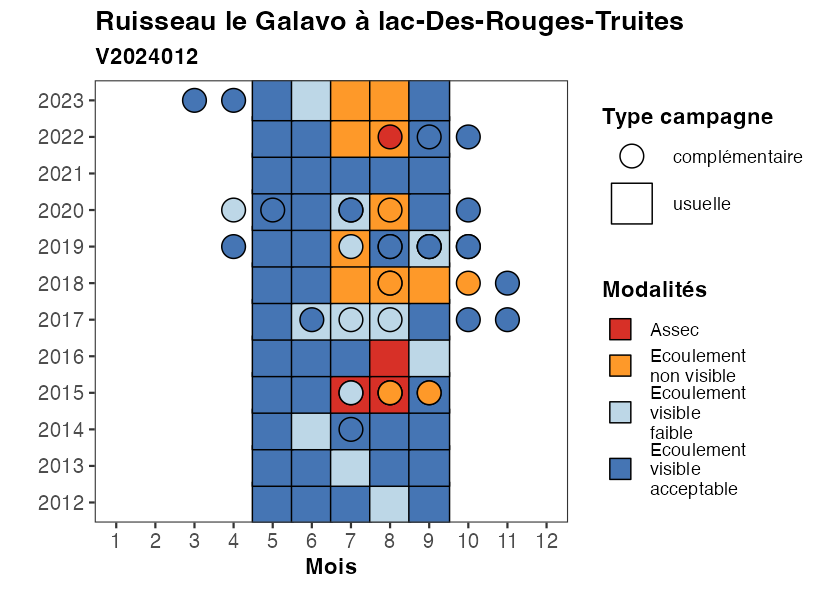 Ruisseau le Galavo à lac-Des-Rouges-Truites
V2024012
2023
2022
2021
2020
2019
2018
2017
2016
2015
2014
2013
2012
1 2 3 4 5 6 7 8 9 10 11 12
Mois
Type campagne
complémentaire
usuelle
Modalités
Assec
Ecoulement
non visible
Ecoulement
visible
faible
Ecoulement
visible
acceptable